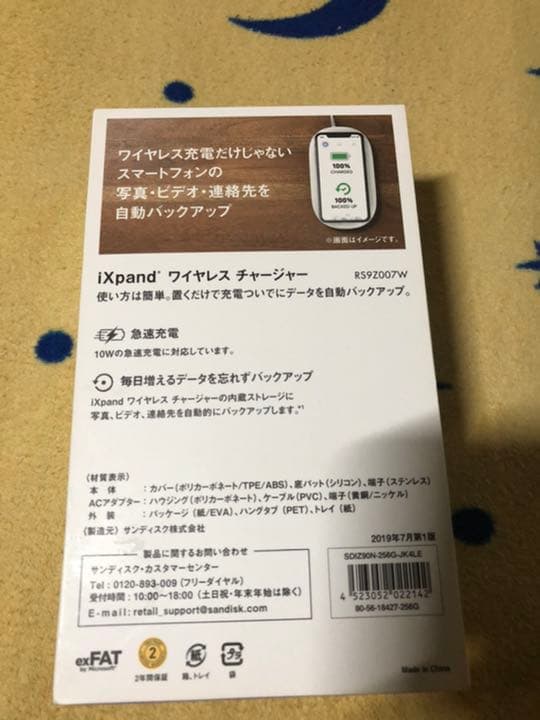 ワイヤレス充電だけじゃない
スマートフォンの
写真・ビデオ・連絡先を
自動バックアップ
100%
CHARGED
100%
BACKED UP
※画面はイメージです。
iXpand® ワイヤレス チャージャー
RS9Z007W
使い方は簡単。置くだけで充電ついでにデータを自動バックアップ。
急速充電
10Wの急速充電に対応しています。
毎日増えるデータを忘れずバックアップ
iXpand ワイヤレス チャージャーの内蔵ストレージに
写真、ビデオ、連絡先を自動的にバックアップします。*1
〈材質表示〉
本 体 : カバー(ポリカーボネート/TPE/ABS)、底パット(シリコン)、端子(ステンレス)
ACアダプター : ハウジング(ポリカーボネート)、ケーブル(PVC)、端子(黄銅/ニッケル)
外 装 : パッケージ (紙/EVA)、ハングタブ (PET)、トレイ (紙)
〈製造元〉サンディスク株式会社
2019年7月第1版
製品に関するお問い合わせ
サンディスク・カスタマーセンター
Tel : 0120-893-009 (フリーダイヤル)
受付時間 : 10:00~18:00 (土日祝・年末年始は除く)
E-mail: retail_support@sandisk.com
SDIZ90N-256G-JK4LE
4 523052 022142
80-56-18427-256G
exFAT
by Microsoft
2
2年間保証
紙
箱、トレイ
プラ
袋
Made in China